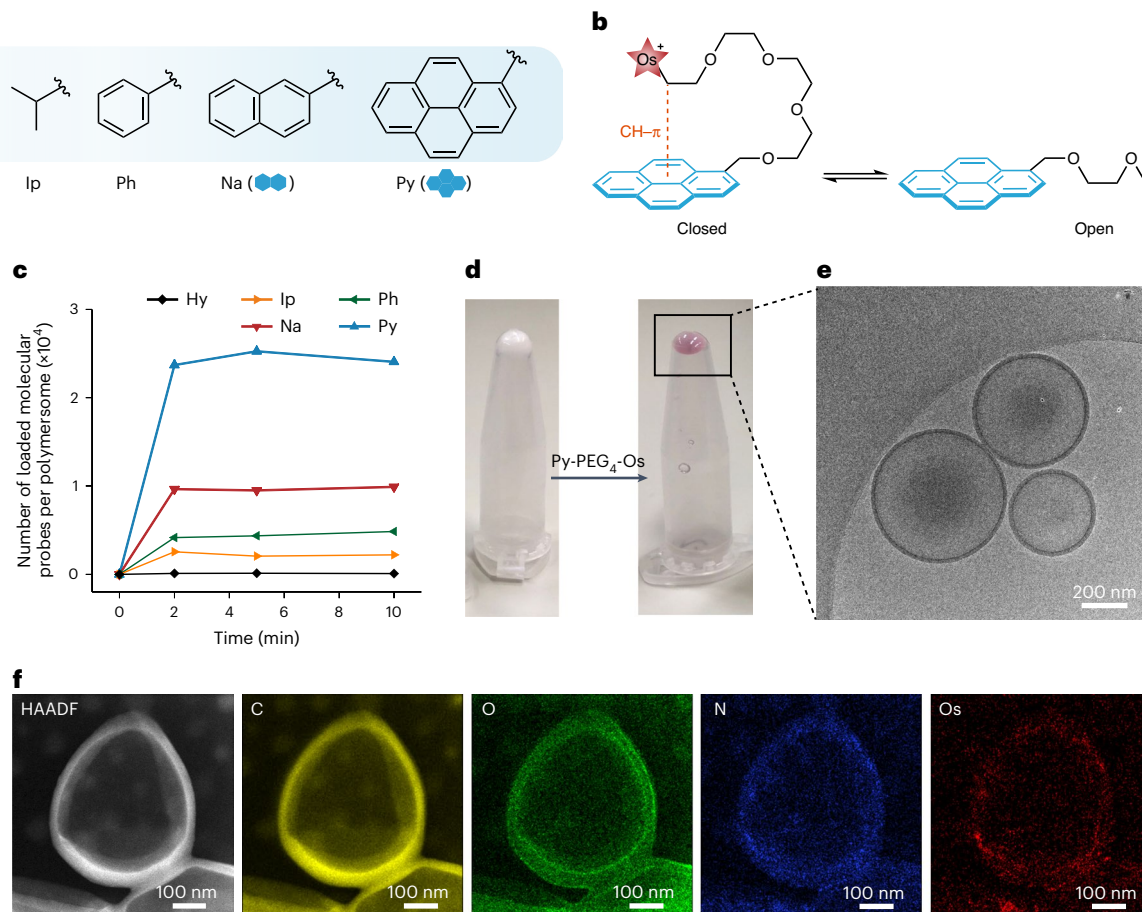 Ip
Ph
Na ( )
Py ( )
b
Os
+
O
O
O
O
CH–π
Closed
O
O
Open
c
Hy
Ip
Ph
Na
Py
Number of loaded molecular
probes per polymersome (×10⁴)
3
2
1
0
0
2
4
6
8
10
Time (min)
d
Py-PEG₄-Os
e
200 nm
f
HAADF
100 nm
C
100 nm
O
100 nm
N
100 nm
Os
100 nm